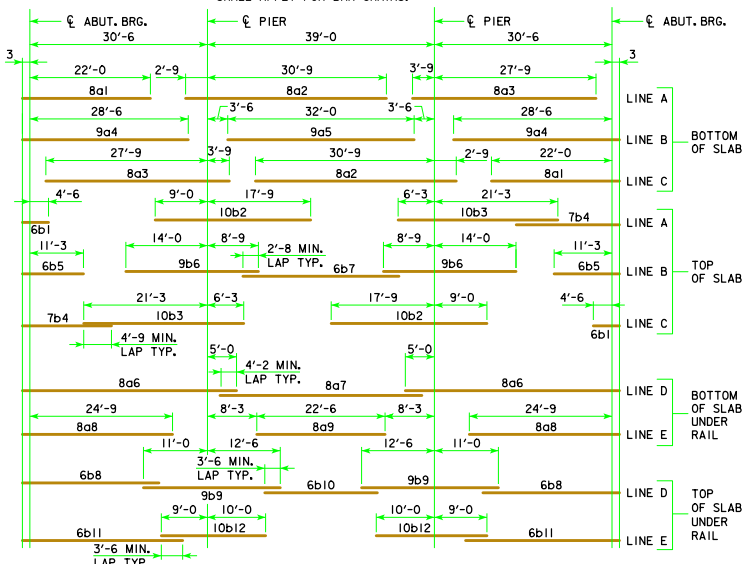 ℄ ABUT. BRG. ℄ PIER ℄ PIER ℄ ABUT. BRG.
30'-6 39'-0 30'-6
3 3
22'-0 2'-9 30'-9 3'-9 27'-9
8a1 8a2 8a3 LINE A
28'-6 3'-6 32'-0 3'-6 28'-6
9a4 9a5 9a4 LINE B
BOTTOM
OF SLAB
27'-9 3'-9 30'-9 2'-9 22'-0
8a3 8a2 8a1 LINE C
4'-6 9'-0 17'-9 6'-3 21'-3
6b1 10b2 10b3 7b4 LINE A
11'-3 14'-0 8'-9 2'-8 MIN.
LAP TYP. 8'-9 14'-0 11'-3
6b5 9b6 6b7 9b6 6b5 LINE B
TOP
OF SLAB
21'-3 6'-3 17'-9 9'-0 4'-6
7b4 10b3 10b2 6b1 LINE C
4'-9 MIN.
LAP TYP.
5'-0 4'-2 MIN.
LAP TYP. 5'-0
8a6 8a7 8a6 LINE D
24'-9 8'-3 22'-6 8'-3 24'-9
8a8 8a9 8a8 LINE E
BOTTOM
OF SLAB
UNDER
RAIL
11'-0 12'-6 12'-6 11'-0
3'-6 MIN.
LAP TYP.
6b8 9b9 6b10 9b9 6b8 LINE D
9'-0 10'-0 10'-0 9'-0
6b11 10b12 10b12 6b11 LINE E
TOP
OF SLAB
UNDER
RAIL
3'-6 MIN.